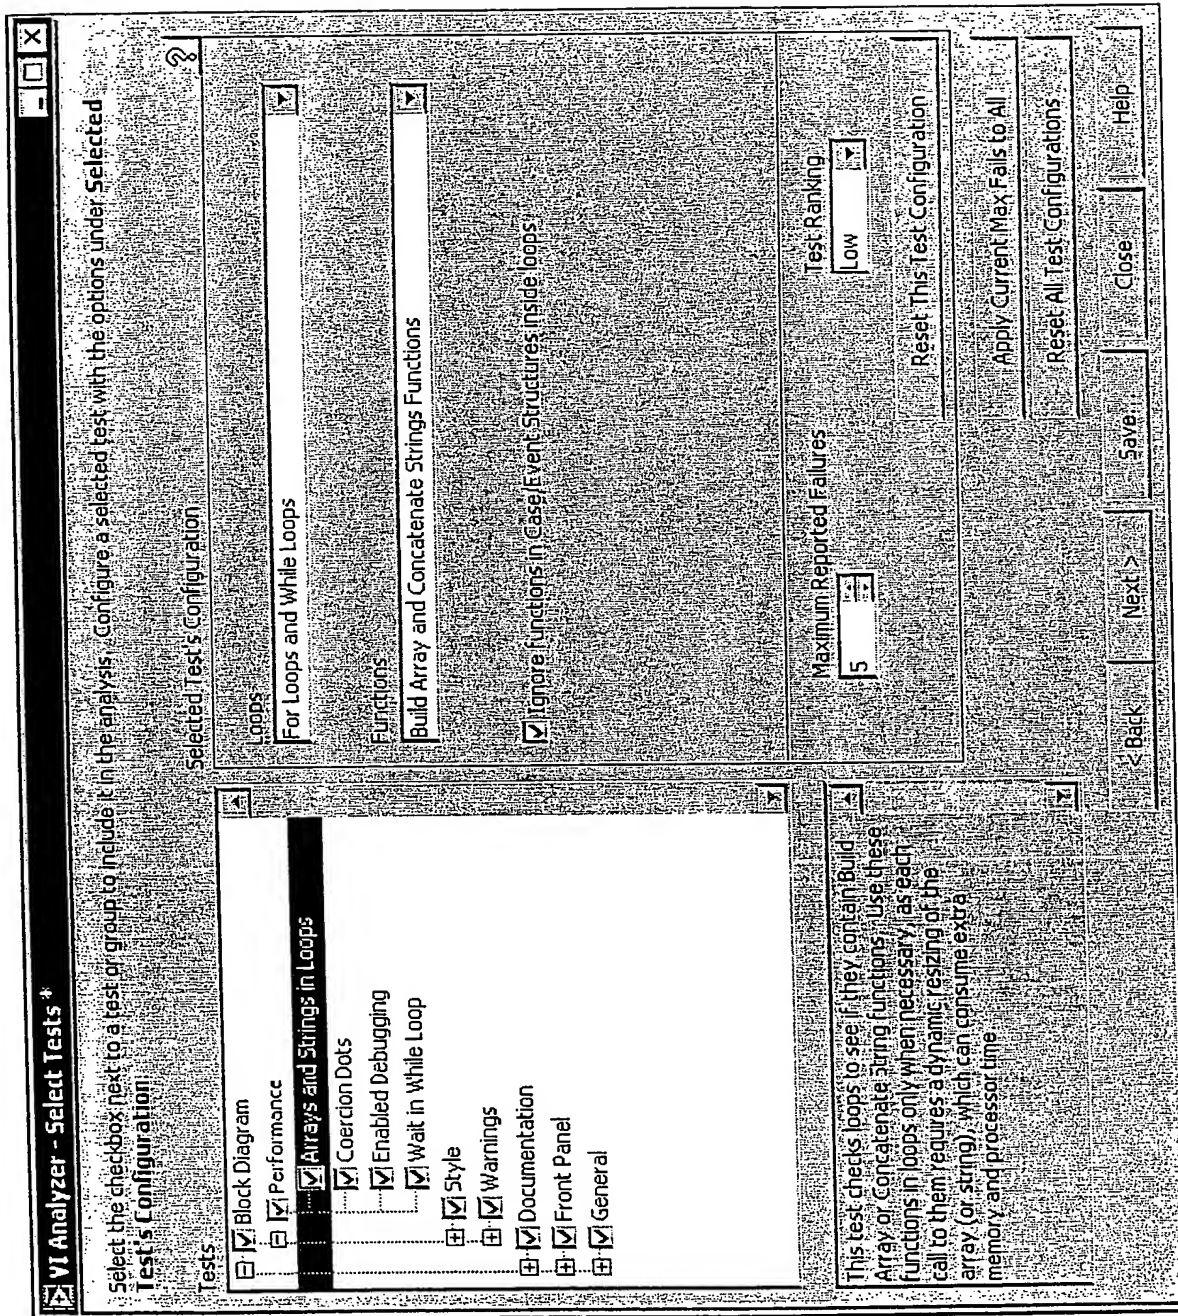 VI Analyzer - Select Tests *
Select the checkbox next to a test or group to include it in the analysis. Configure a selected test with the options under Selected
Test's Configuration.
Tests
Block Diagram
Performance
Arrays and Strings in Loops
Coercion Dots
Enabled Debugging
Wait in While Loop
Style
Warnings
Documentation
Front Panel
General
This test checks loops to see if they contain Build
Array or Concatenate String functions. Use these
functions in loops only when necessary, as each
call to them requires a dynamic resizing of the
array (or string), which can consume extra
memory and processor time
Selected Test's Configuration
Loops
For Loops and While Loops
Functions
Build Array and Concatenate Strings Functions
Ignore functions in Case/Event Structures inside loops
Maximum Reported Failures
5
Test Ranking
Low
Reset This Test Configuration
Apply Current Max Fails to All
Reset All Test Configurations
< Back
Next >
Save...
Close
Help